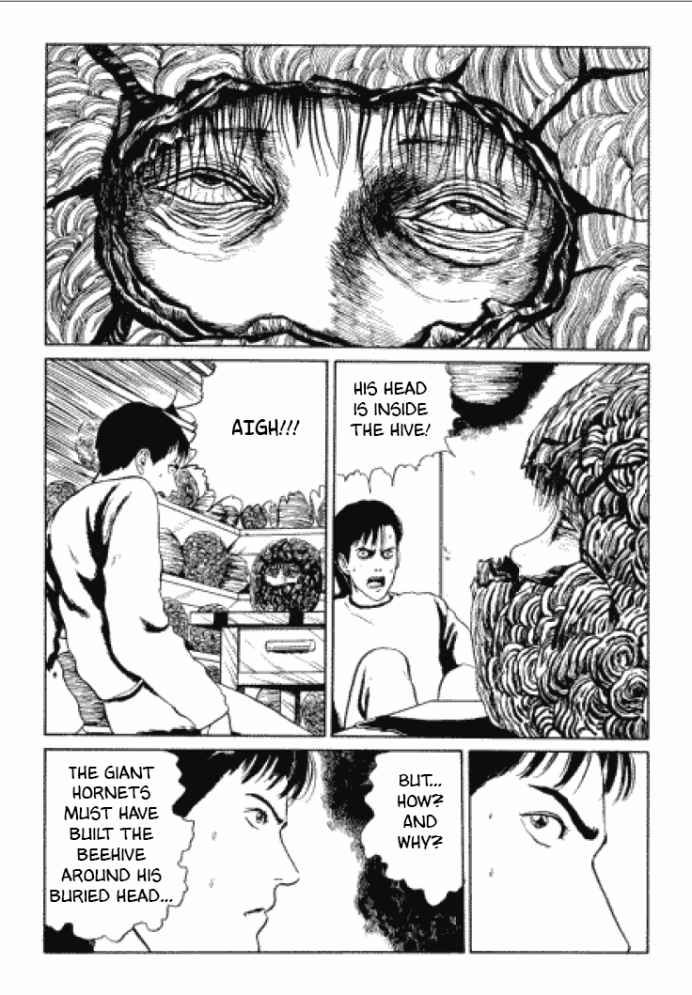 AIGH!!!
HIS HEAD
IS INSIDE
THE HIVE!
THE GIANT
HORNETS
MUST HAVE
BUILT THE
BEEHIVE
AROUND HIS
BURIED HEAD...
BUT...
HOW?
AND
WHY?